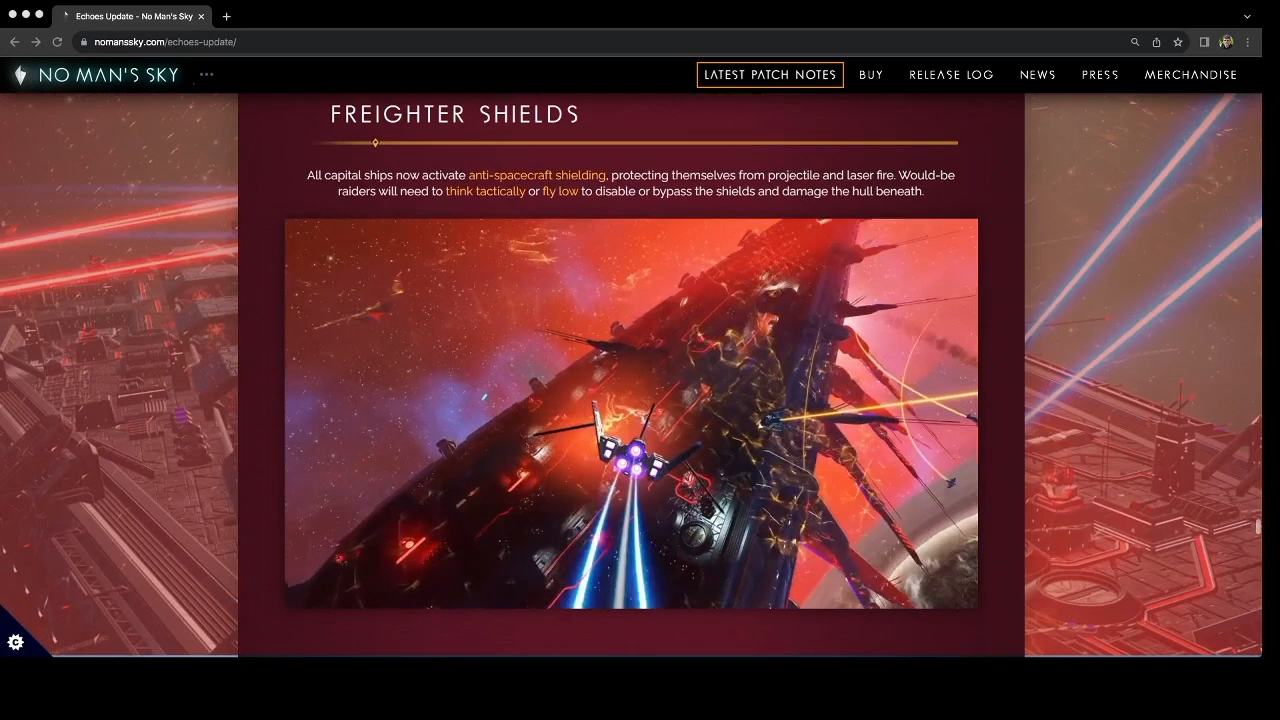 Echoes Update - No Man's Sky
nomanssky.com/echoes-update/
NO MAN'S SKY
LATEST PATCH NOTES
BUY
RELEASE LOG
NEWS
PRESS
MERCHANDISE
FREIGHTER SHIELDS
All capital ships now activate anti-spacecraft shielding, protecting themselves from projectile and laser fire. Would-be
raiders will need to think tactically or fly low to disable or bypass the shields and damage the hull beneath.